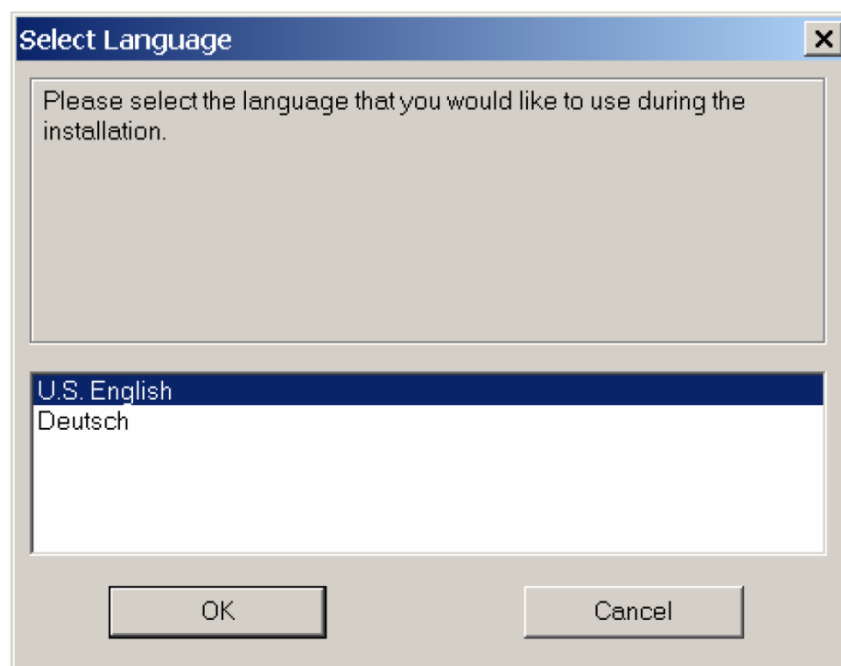 Select Language
Please select the language that you would like to use during the
installation.
U.S. English
Deutsch
OK
Cancel